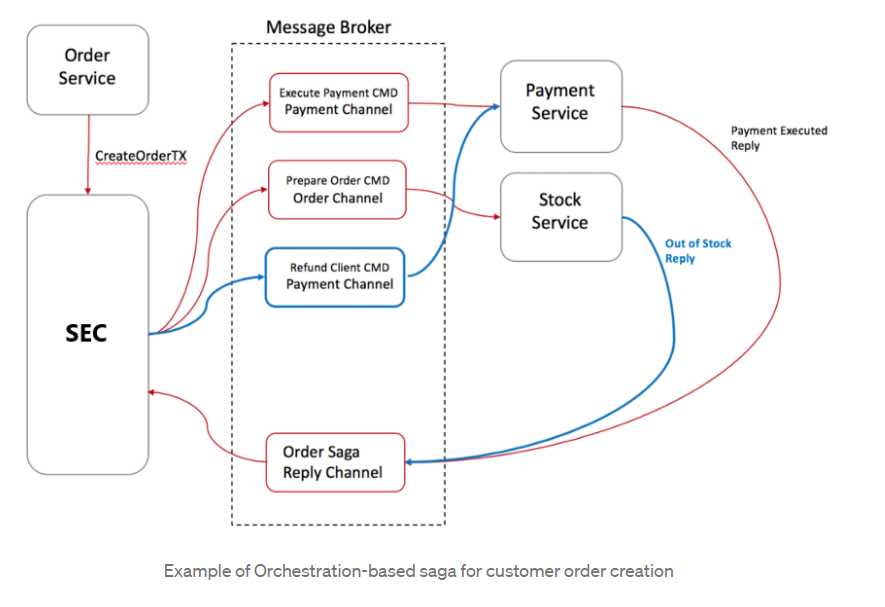 Message Broker
Order
Service
CreateOrderTX
SEC
Execute Payment CMD
Payment Channel
Prepare Order CMD
Order Channel
Refund Client CMD
Payment Channel
Order Saga
Reply Channel
Payment
Service
Stock
Service
Payment Executed
Reply
Out of Stock
Reply
Example of Orchestration-based saga for customer order creation